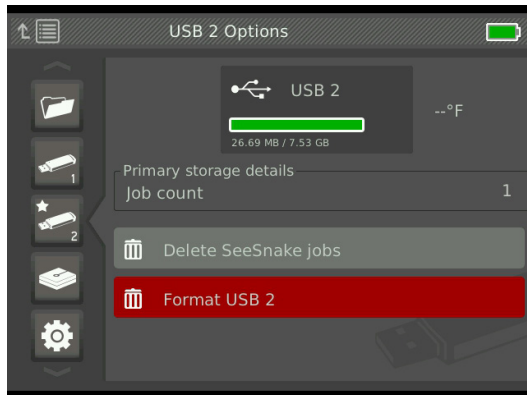 USB 2 Options
USB 2
--°F
26.69 MB / 7.53 GB
Primary storage details
Job count 1
1
2
Delete SeeSnake jobs
Format USB 2